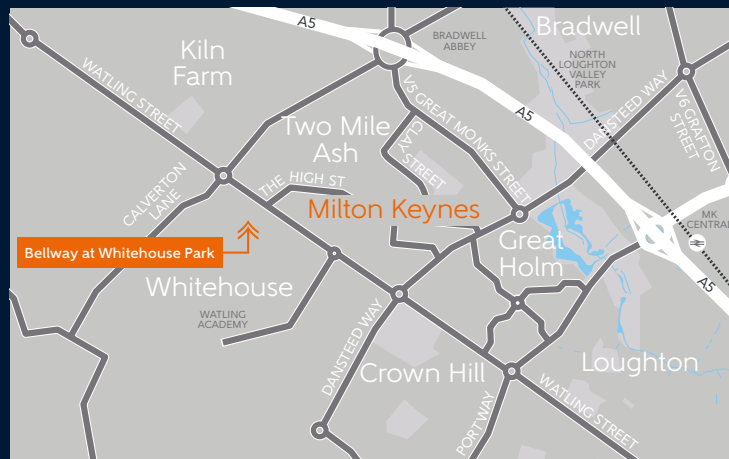 A5
Bradwell
BRADWELL
ABBEY
Kiln
Farm
NORTH
LOUGHTON
VALLEY
PARK
WATLING STREET
V5 GREAT MONKS STREET
A5
DANSTEED WAY
V6 GRAFTON
STREET
Two Mile
Ash
CLAY
STREET
CALVERTON
LANE
THE HIGH ST
Milton Keynes
MK
CENTRAL
Bellway at Whitehouse Park
Great
Holm
Whitehouse
A5
WATLING
ACADEMY
DANSTEED WAY
Crown Hill
Loughton
PORTWAY
WATLING STREET